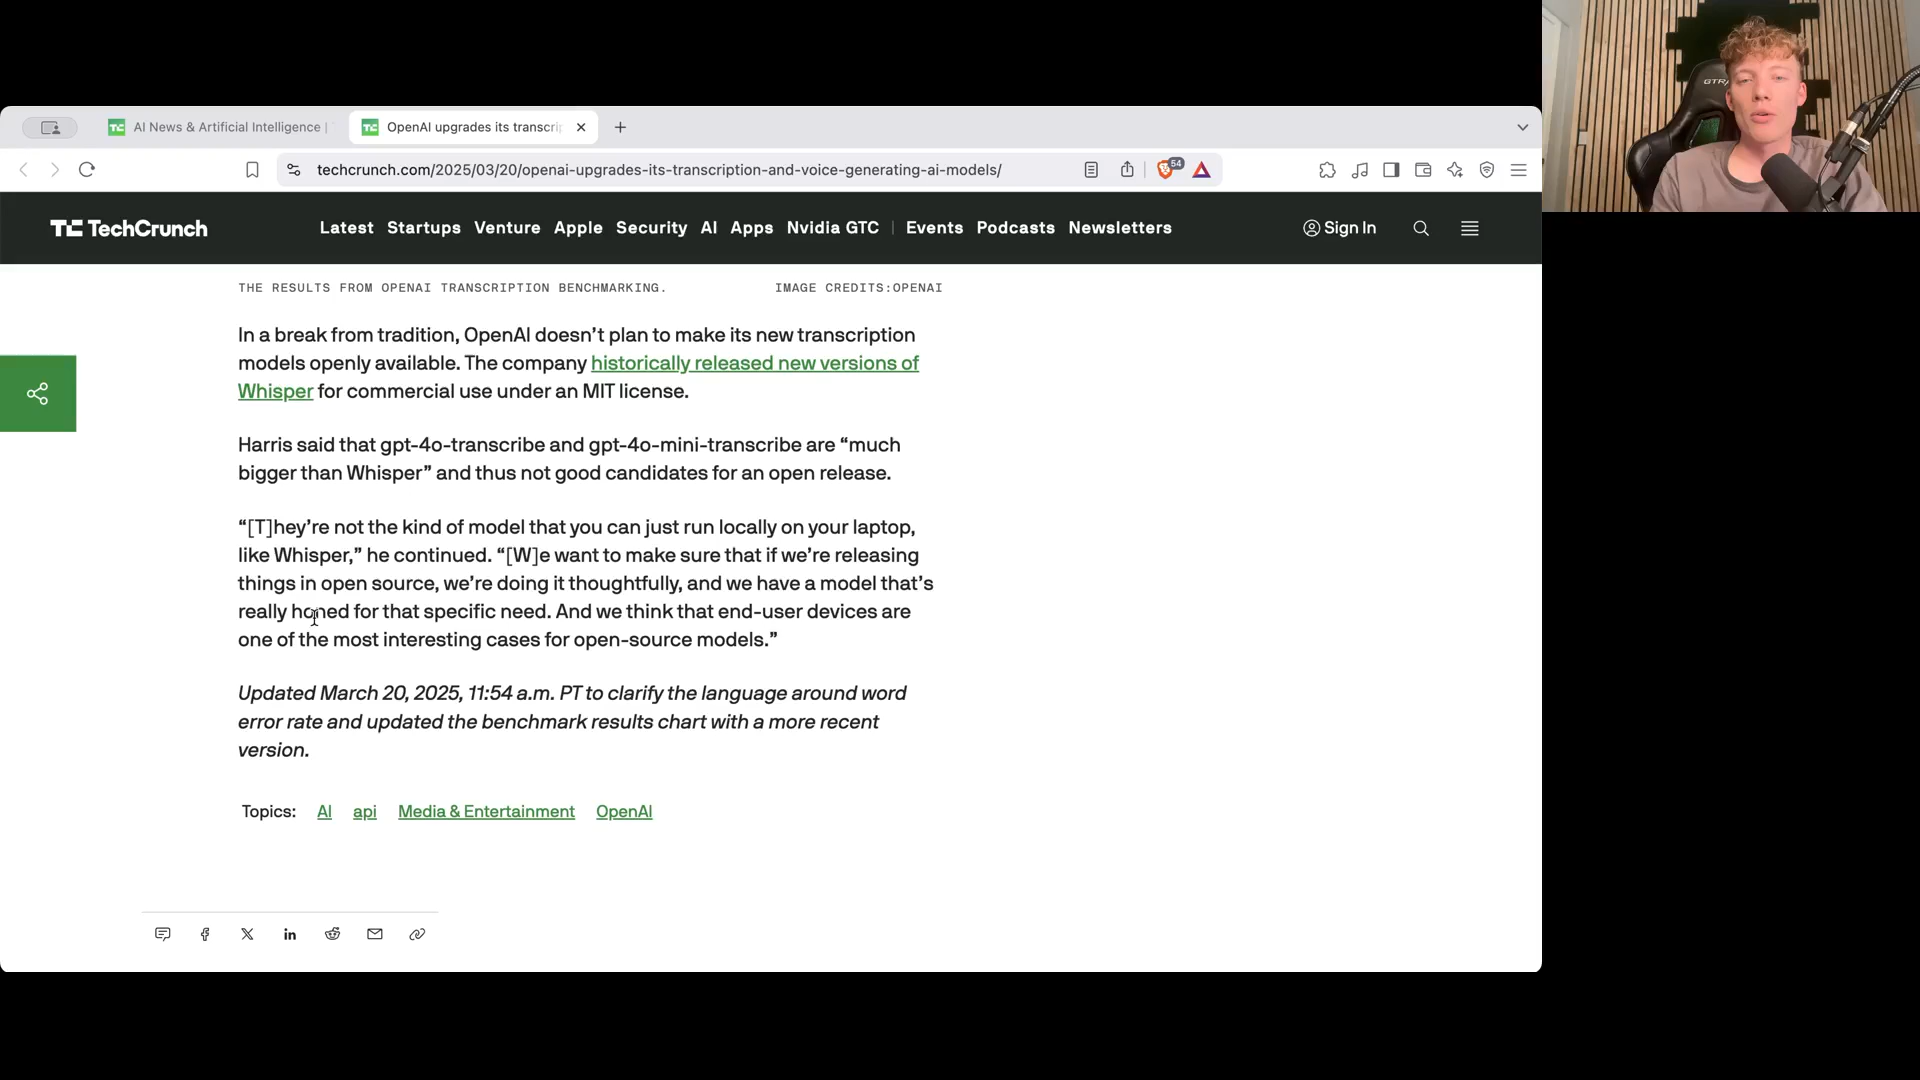 AI News & Artificial Intelligence |
OpenAI upgrades its transcri
techcrunch.com/2025/03/20/openai-upgrades-its-transcription-and-voice-generating-ai-models/
54
TechCrunch
Latest Startups Venture Apple Security AI Apps Nvidia GTC | Events Podcasts Newsletters
Sign In
THE RESULTS FROM OPENAI TRANSCRIPTION BENCHMARKING. IMAGE CREDITS:OPENAI
In a break from tradition, OpenAI doesn’t plan to make its new transcription
models openly available. The company historically released new versions of
Whisper for commercial use under an MIT license.
Harris said that gpt-4o-transcribe and gpt-4o-mini-transcribe are “much
bigger than Whisper” and thus not good candidates for an open release.
“[T]hey’re not the kind of model that you can just run locally on your laptop,
like Whisper,” he continued. “[W]e want to make sure that if we’re releasing
things in open source, we’re doing it thoughtfully, and we have a model that’s
really honed for that specific need. And we think that end-user devices are
one of the most interesting cases for open-source models.”
Updated March 20, 2025, 11:54 a.m. PT to clarify the language around word
error rate and updated the benchmark results chart with a more recent
version.
Topics: AI api Media & Entertainment OpenAI